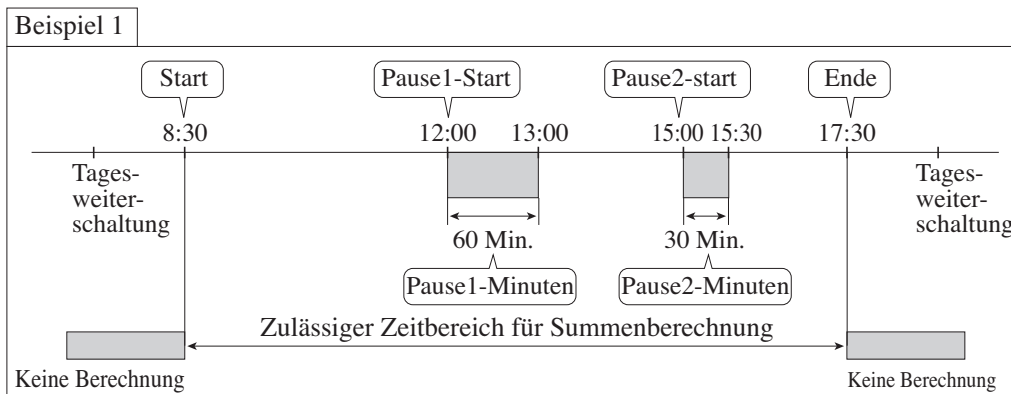 Beispiel 1
Start
Pause1-Start
Pause2-start
Ende
8:30
12:00
13:00
15:00
15:30
17:30
Tages-
weiter-
schaltung
Tages-
weiter-
schaltung
60 Min.
30 Min.
Pause1-Minuten
Pause2-Minuten
Zulässiger Zeitbereich für Summenberechnung
Keine Berechnung
Keine Berechnung